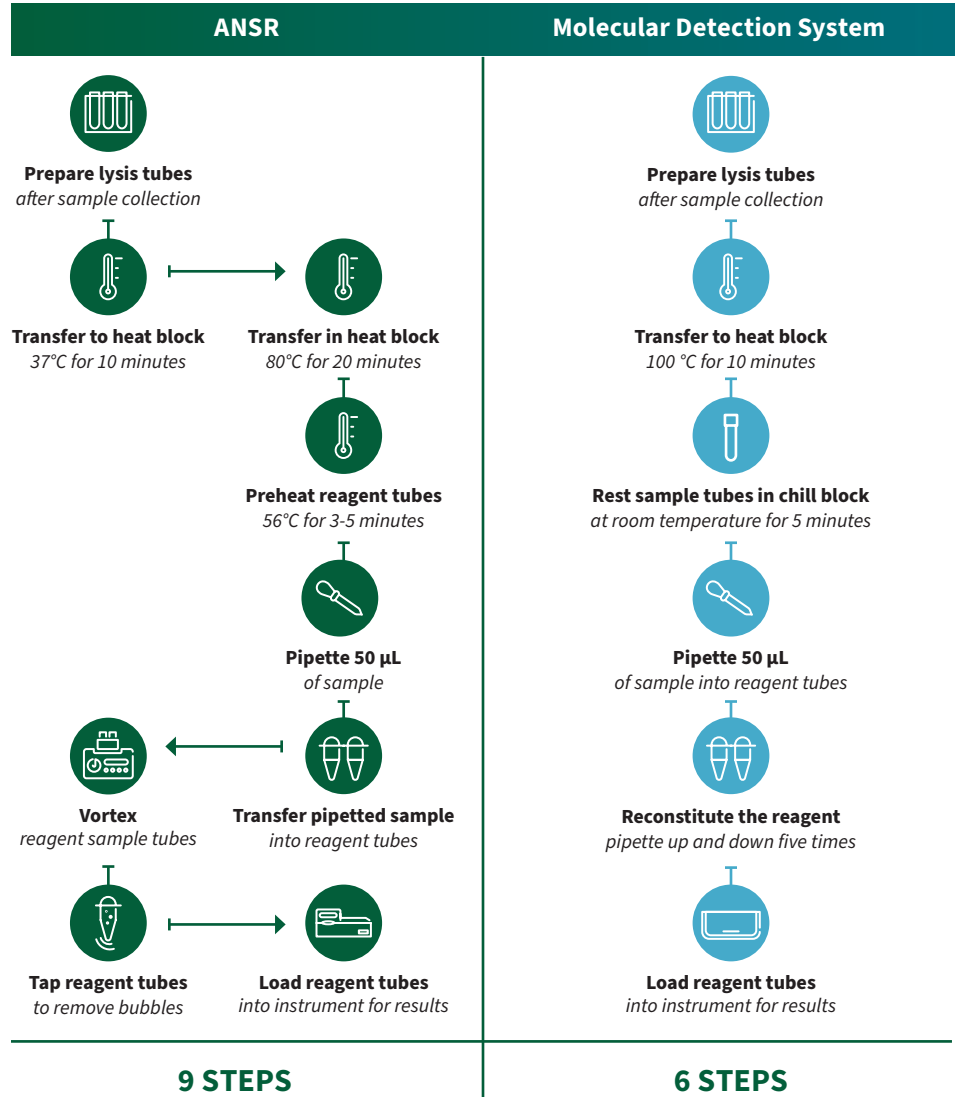 ANSR
Prepare lysis tubes
after sample collection
Transfer to heat block
37°C for 10 minutes
Transfer in heat block
80°C for 20 minutes
Preheat reagent tubes
56°C for 3-5 minutes
Pipette 50 µL
of sample
Transfer pipetted sample
into reagent tubes
Vortex
reagent sample tubes
Tap reagent tubes
to remove bubbles
Load reagent tubes
into instrument for results
9 STEPS
Molecular Detection System
Prepare lysis tubes
after sample collection
Transfer to heat block
100 °C for 10 minutes
Rest sample tubes in chill block
at room temperature for 5 minutes
Pipette 50 µL
of sample into reagent tubes
Reconstitute the reagent
pipette up and down five times
Load reagent tubes
into instrument for results
6 STEPS